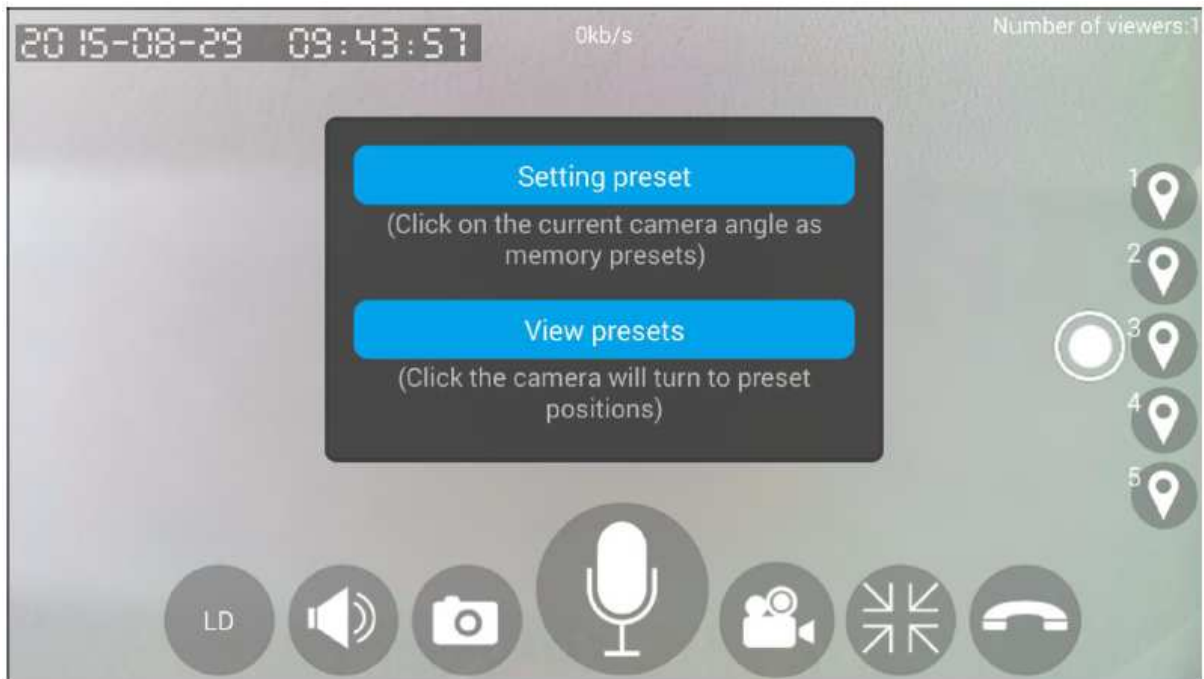 2015-08-29 09:43:57
0kb/s
Number of viewers:1
Setting preset
(Click on the current camera angle as
memory presets)
View presets
(Click the camera will turn to preset
positions)
1
2
3
4
5
LD